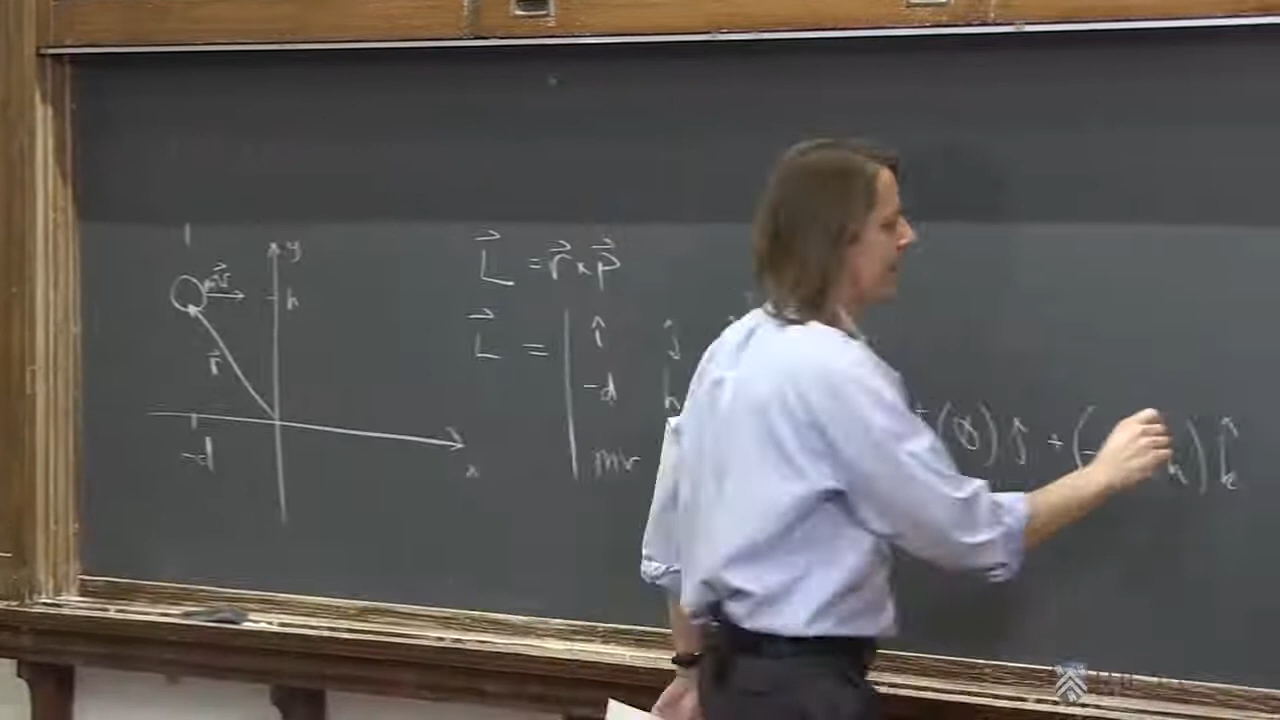 y
mv⃗
h
r⃗
-d
x
L⃗ = r⃗ × p⃗
L⃗ = | î ĵ
-d h
mv
(0) ĵ + (- h) k̂